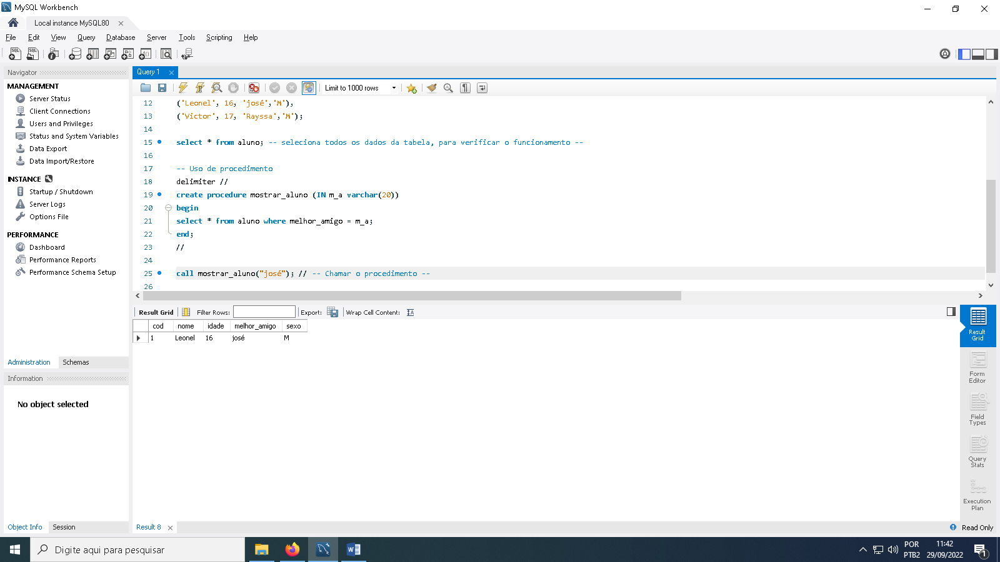 MySQL Workbench
Local instance MySQL80
File Edit View Query Database Server Tools Scripting Help
Navigator
MANAGEMENT
Server Status
Client Connections
Users and Privileges
Status and System Variables
Data Export
Data Import/Restore
INSTANCE
Startup / Shutdown
Server Logs
Options File
PERFORMANCE
Dashboard
Performance Reports
Performance Schema Setup
Administration Schemas
Information
No object selected
Object Info Session
Query 1
Limit to 1000 rows
12 ('Leonel', 16, 'josé','M'),
13 ('Victor', 17, 'Rayssa','M');
14
15 select * from aluno; -- seleciona todos os dados da tabela, para verificar o funcionamento --
16
17 -- Uso de procedimento
18 delimiter //
19 create procedure mostrar_aluno (IN m_a varchar(20))
20 begin
21 select * from aluno where melhor_amigo = m_a;
22 end;
23 //
24
25 call mostrar_aluno("josé"); // -- Chamar o procedimento --
26
Result Grid Filter Rows: Export: Wrap Cell Content:
cod nome idade melhor_amigo sexo
1 Leonel 16 josé M
Result
Grid
Form
Editor
Field
Types
Query
Stats
Execution
Plan
Result 8
Read Only
Digite aqui para pesquisar
POR
PTB2
11:42
29/09/2022
1